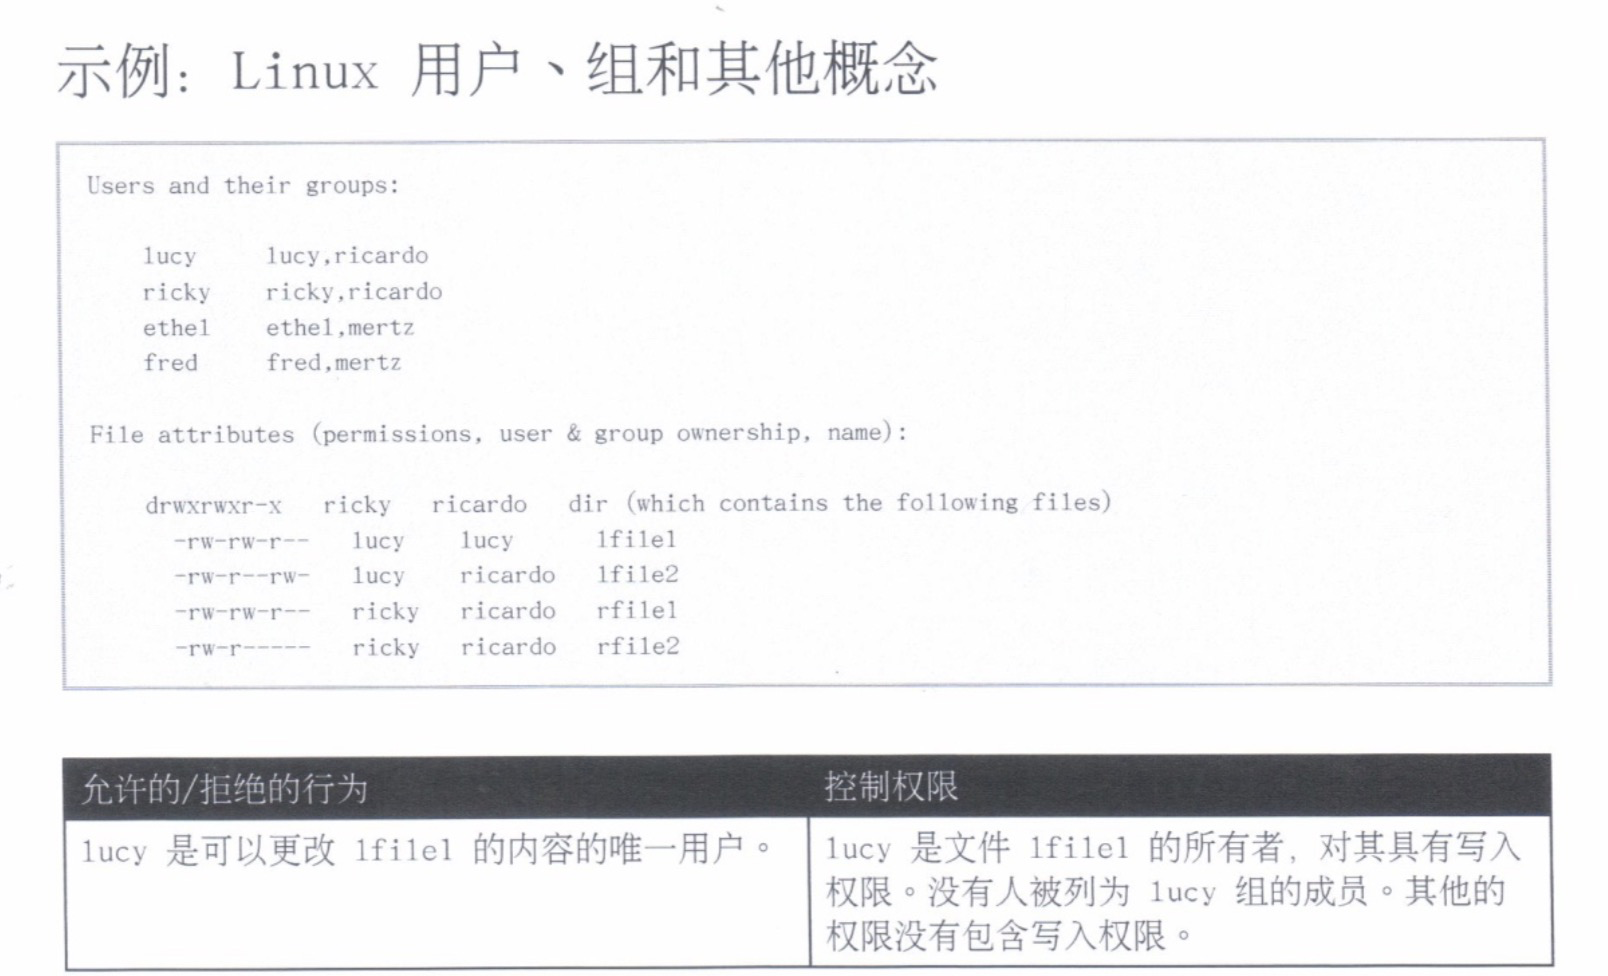 示例: Linux 用户、组和其他概念
Users and their groups:
lucy lucy,ricardo
ricky ricky,ricardo
ethel ethel,mertz
fred fred,mertz
File attributes (permissions, user & group ownership, name):
drwxrwxr-x ricky ricardo dir (which contains the following files)
-rw-rw-r-- lucy lucy lfile1
-rw-r--rw- lucy ricardo lfile2
-rw-rw-r-- ricky ricardo rfile1
-rw-r----- ricky ricardo rfile2
允许的/拒绝的行为 控制权限
lucy 是可以更改 lfile1 的内容的唯一用户。
lucy 是文件 lfile1 的所有者, 对其具有写入
权限。没有人被列为 lucy 组的成员。其他的
权限没有包含写入权限。